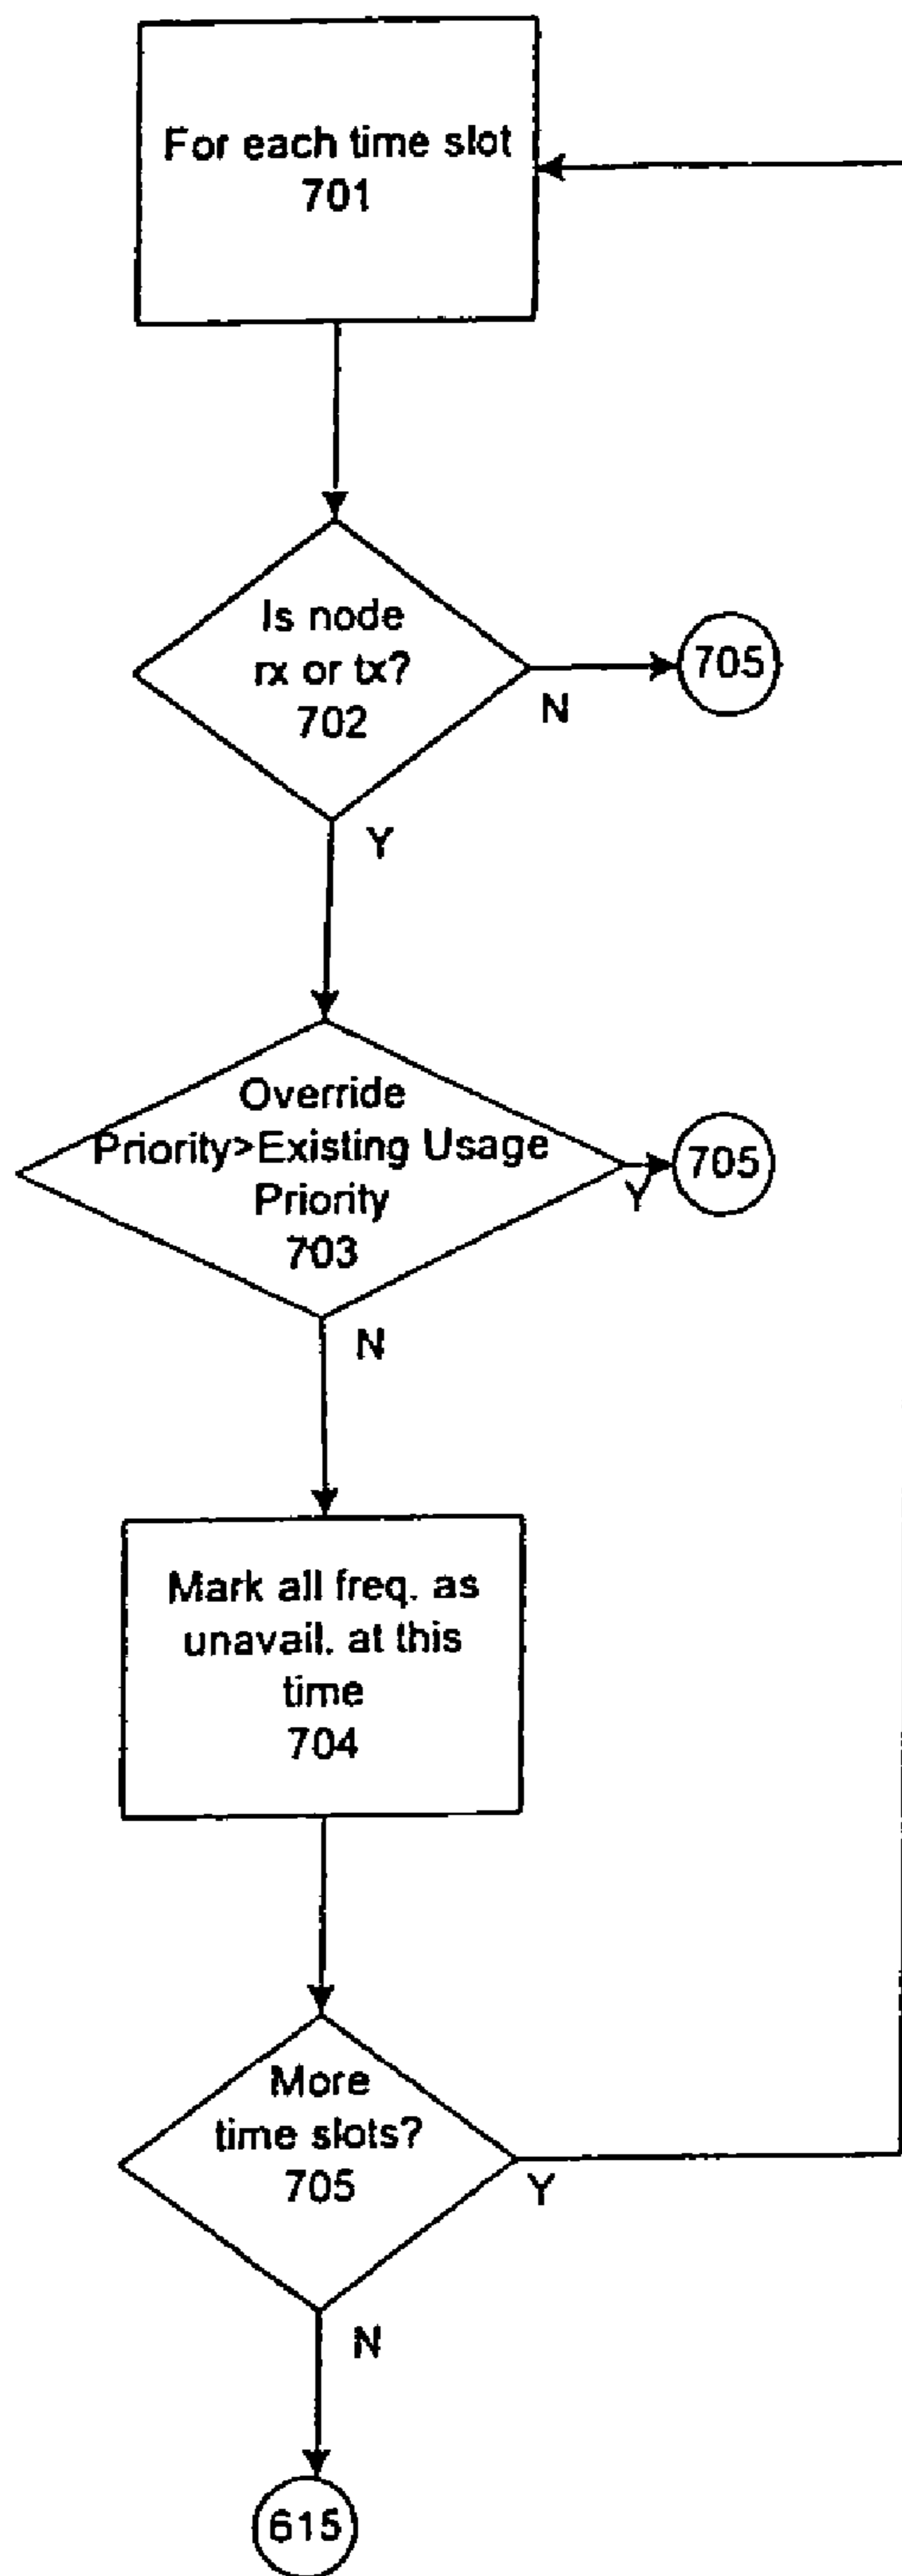 For each time slot
701
Is node
rx or tx?
702
N
705
Y
Override
Priority>Existing Usage
Priority
703
Y
705
N
Mark all freq. as
unavail. at this
time
704
More
time slots?
705
Y
N
615